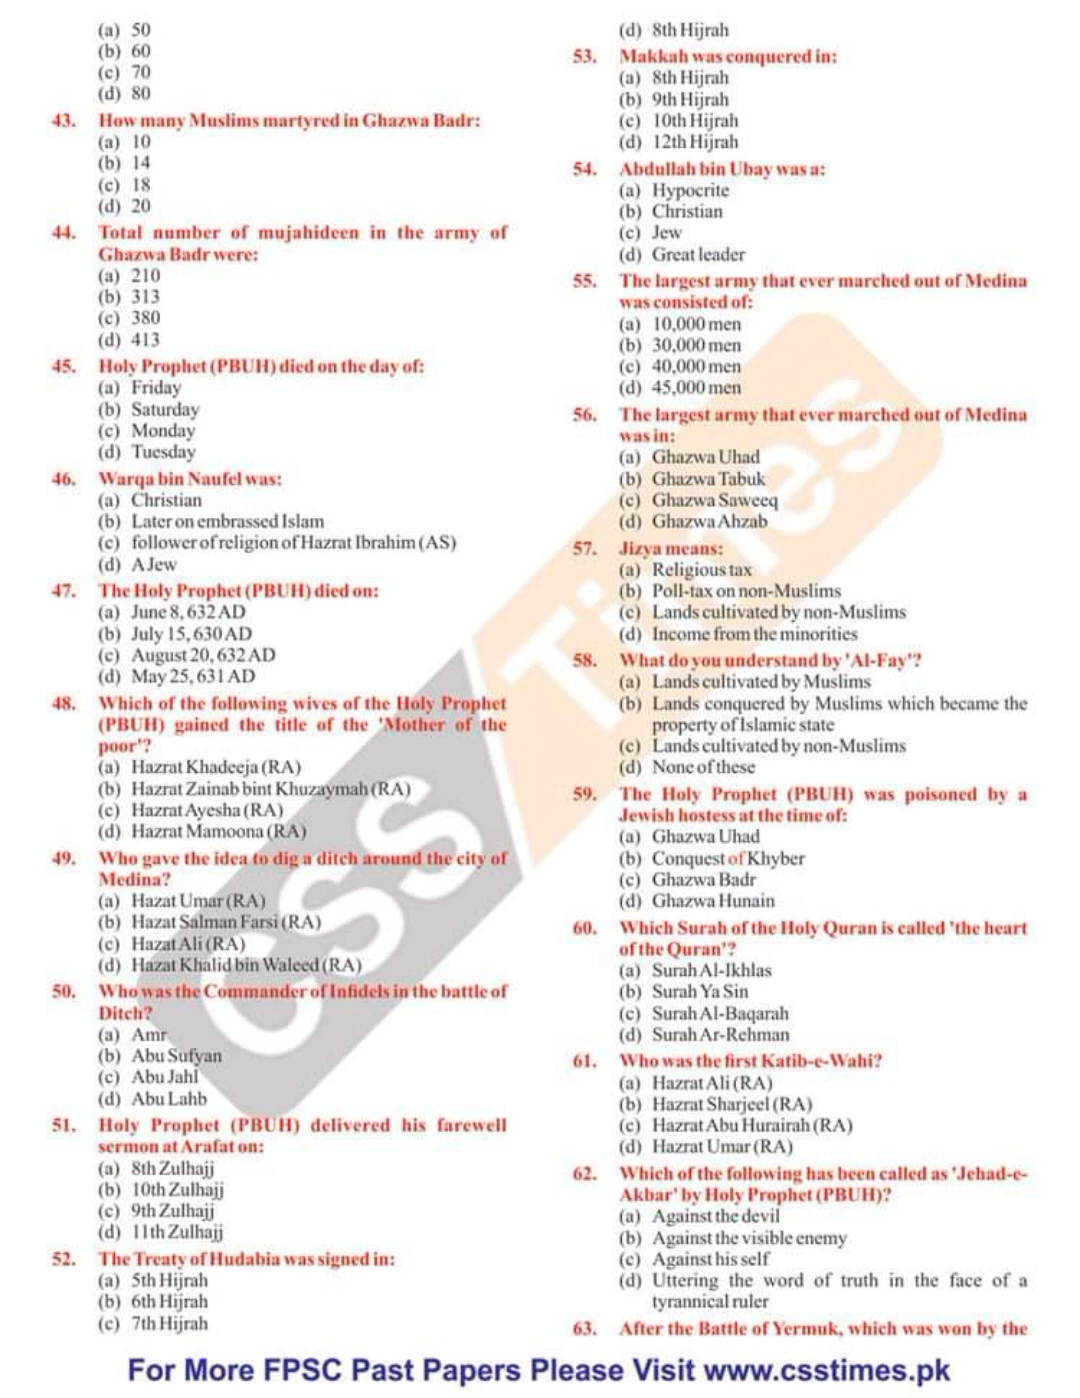 (a) 50
(b) 60
(c) 70
(d) 80
43. How many Muslims martyred in Ghazwa Badr:
(a) 10
(b) 14
(c) 18
(d) 20
44. Total number of mujahideen in the army of
Ghazwa Badr were:
(a) 210
(b) 313
(c) 380
(d) 413
45. Holy Prophet (PBUH) died on the day of:
(a) Friday
(b) Saturday
(c) Monday
(d) Tuesday
46. Warqa bin Naufel was:
(a) Christian
(b) Later on embrassed Islam
(c) follower of religion of Hazrat Ibrahim (AS)
(d) A Jew
47. The Holy Prophet (PBUH) died on:
(a) June 8, 632 AD
(b) July 15, 630 AD
(c) August 20, 632 AD
(d) May 25, 631 AD
48. Which of the following wives of the Holy Prophet
(PBUH) gained the title of the 'Mother of the
poor'?
(a) Hazrat Khadeeja (RA)
(b) Hazrat Zainab bint Khuzaymah (RA)
(c) Hazrat Ayesha (RA)
(d) Hazrat Mamoona (RA)
49. Who gave the idea to dig a ditch around the city of
Medina?
(a) Hazat Umar (RA)
(b) Hazat Salman Farsi (RA)
(c) Hazat Ali (RA)
(d) Hazat Khalid bin Waleed (RA)
50. Who was the Commander of Infidels in the battle of
Ditch?
(a) Amr
(b) Abu Sufyan
(c) Abu Jahl
(d) Abu Lahb
51. Holy Prophet (PBUH) delivered his farewell
sermon at Arafat on:
(a) 8th Zulhajj
(b) 10th Zulhajj
(c) 9th Zulhajj
(d) 11th Zulhajj
52. The Treaty of Hudabia was signed in:
(a) 5th Hijrah
(b) 6th Hijrah
(c) 7th Hijrah
(d) 8th Hijrah
53. Makkah was conquered in:
(a) 8th Hijrah
(b) 9th Hijrah
(c) 10th Hijrah
(d) 12th Hijrah
54. Abdullah bin Ubay was a:
(a) Hypocrite
(b) Christian
(c) Jew
(d) Great leader
55. The largest army that ever marched out of Medina
was consisted of:
(a) 10,000 men
(b) 30,000 men
(c) 40,000 men
(d) 45,000 men
56. The largest army that ever marched out of Medina
was in:
(a) Ghazwa Uhad
(b) Ghazwa Tabuk
(c) Ghazwa Saweeq
(d) Ghazwa Ahzab
57. Jizya means:
(a) Religious tax
(b) Poll-tax on non-Muslims
(c) Lands cultivated by non-Muslims
(d) Income from the minorities
58. What do you understand by 'Al-Fay'?
(a) Lands cultivated by Muslims
(b) Lands conquered by Muslims which became the
property of Islamic state
(c) Lands cultivated by non-Muslims
(d) None of these
59. The Holy Prophet (PBUH) was poisoned by a
Jewish hostess at the time of:
(a) Ghazwa Uhad
(b) Conquest of Khyber
(c) Ghazwa Badr
(d) Ghazwa Hunain
60. Which Surah of the Holy Quran is called 'the heart
of the Quran'?
(a) Surah Al-Ikhlas
(b) Surah Ya Sin
(c) Surah Al-Baqarah
(d) Surah Ar-Rehman
61. Who was the first Katib-e-Wahi?
(a) Hazrat Ali (RA)
(b) Hazrat Sharjeel (RA)
(c) Hazrat Abu Hurairah (RA)
(d) Hazrat Umar (RA)
62. Which of the following has been called as 'Jehad-e-
Akbar' by Holy Prophet (PBUH)?
(a) Against the devil
(b) Against the visible enemy
(c) Against his self
(d) Uttering the word of truth in the face of a
tyrannical ruler
63. After the Battle of Yermuk, which was won by the
CSS Times
For More FPSC Past Papers Please Visit www.csstimes.pk